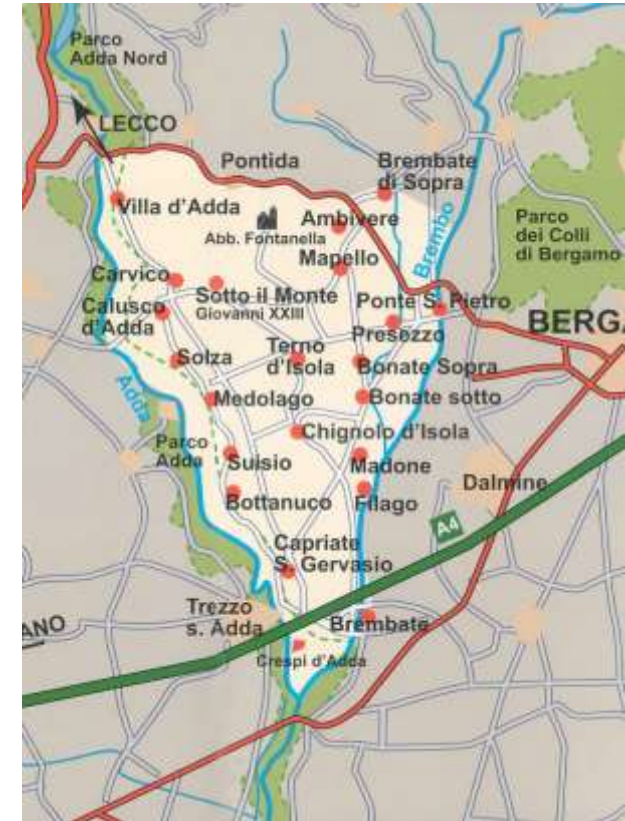 Parco
Adda Nord
LECCO
Pontida
Brembate
di Sopra
Villa d'Adda
Abb. Fontanella
Ambivere
Brembo
Parco
dei Colli
di Bergamo
Mapello
Carvico
Sotto il Monte
Giovanni XXIII
Calusco
d'Adda
Ponte S. Pietro
Presezzo
BERGA
Solza
Terno
d'Isola
Bonate Sopra
Adda
Medolago
Bonate sotto
Parco
Adda
Chignolo d'Isola
Suisio
Madone
Dalmine
Bottanuco
Filago
A4
Capriate
S. Gervasio
Trezzo
s. Adda
Brembate
ANO
Crespi d'Adda